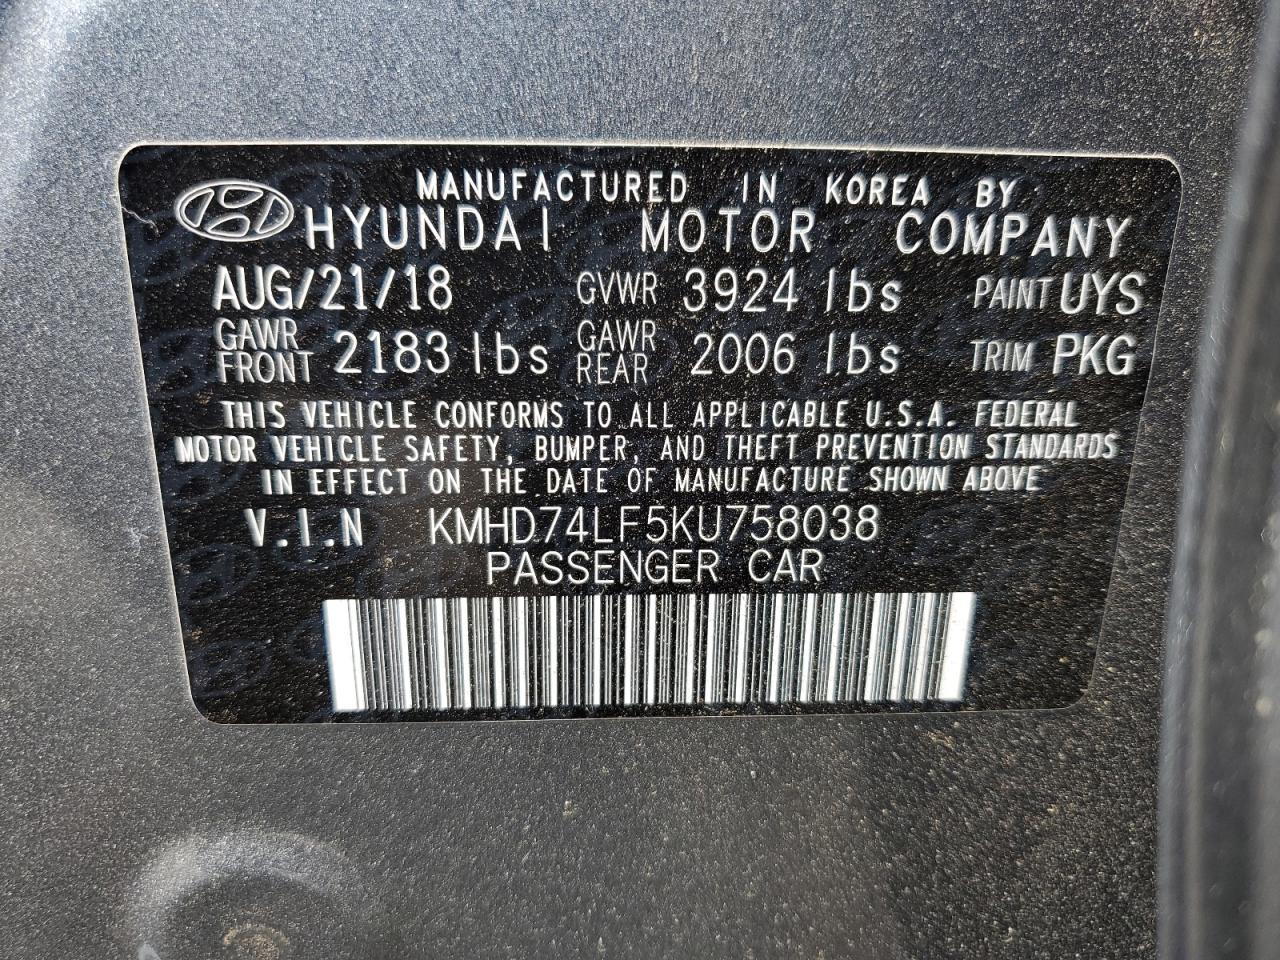 MANUFACTURED IN KOREA BY
HYUNDAI MOTOR COMPANY
AUG/21/18 GVWR 3924 lbs PAINT UYS
GAWR FRONT 2183 lbs GAWR REAR 2006 lbs TRIM PKG
THIS VEHICLE CONFORMS TO ALL APPLICABLE U.S.A. FEDERAL
MOTOR VEHICLE SAFETY, BUMPER, AND THEFT PREVENTION STANDARDS
IN EFFECT ON THE DATE OF MANUFACTURE SHOWN ABOVE
V.I.N KMHD74LF5KU758038
PASSENGER CAR